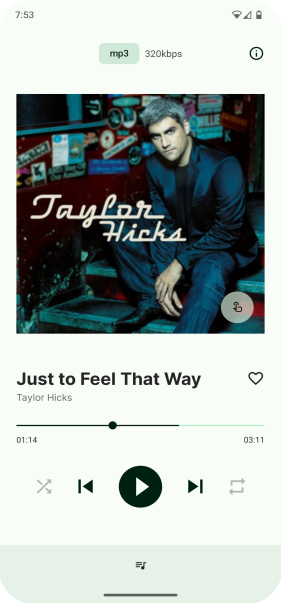 7:53
mp3 320kbps
Taylor
Hicks
Just to Feel That Way
Taylor Hicks
01:14 03:11